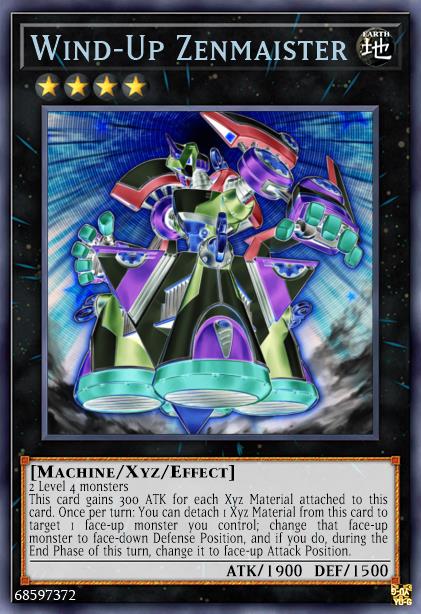 Wind-Up Zenmaister
EARTH
地
[Machine/Xyz/Effect]
2 Level 4 monsters
This card gains 300 ATK for each Xyz Material attached to this
card. Once per turn: You can detach 1 Xyz Material from this card to
target 1 face-up monster you control; change that face-up
monster to face-down Defense Position, and if you do, during the
End Phase of this turn, change it to face-up Attack Position.
ATK/1900 DEF/1500
68597372